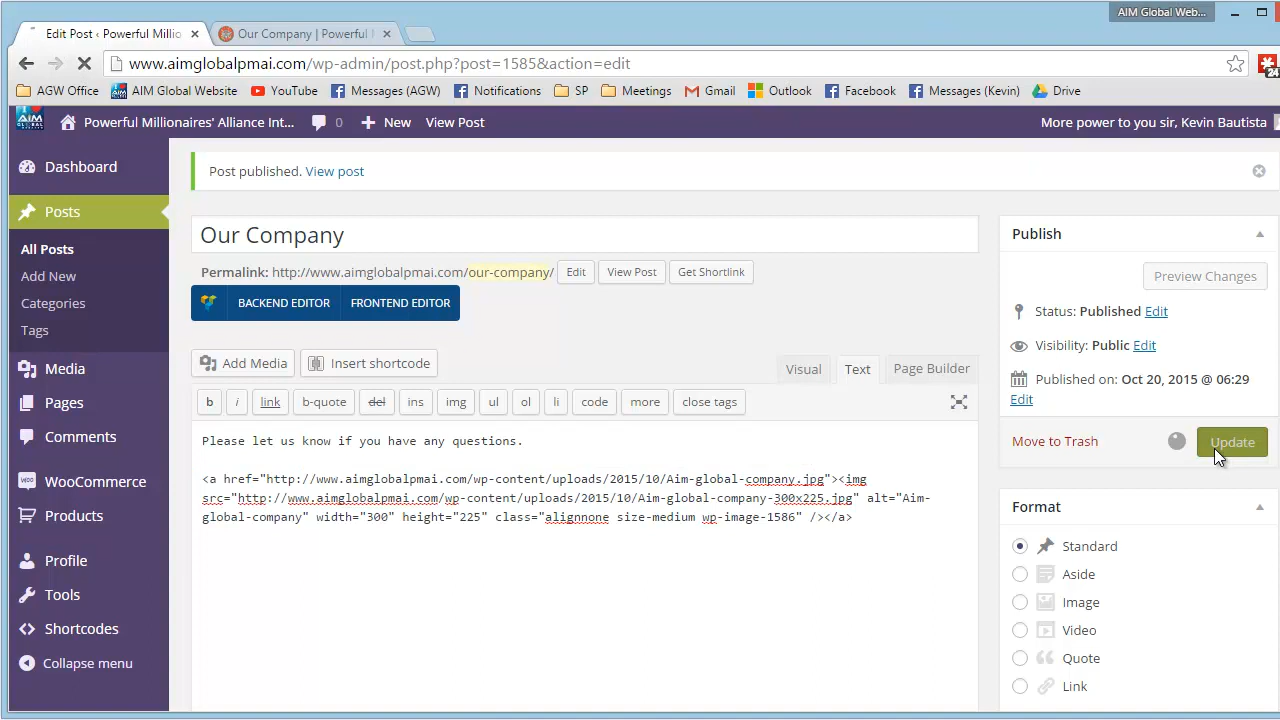 AIM Global Web...
Edit Post ‹ Powerful Millio ×
Our Company | Powerful ×
www.aimglobalpmai.com/wp-admin/post.php?post=1585&action=edit
24
AGW Office AIM Global Website YouTube Messages (AGW) Notifications SP Meetings Gmail Outlook Facebook Messages (Kevin) Drive
AIM
GLOBAL
Powerful Millionaires' Alliance Int... 0 New View Post More power to you sir, Kevin Bautista
Dashboard
Posts
All Posts
Add New
Categories
Tags
Media
Pages
Comments
WooCommerce
Products
Profile
Tools
Shortcodes
Collapse menu
Post published. View post
Our Company
Permalink: http://www.aimglobalpmai.com/our-company/ Edit View Post Get Shortlink
BACKEND EDITOR FRONTEND EDITOR
Add Media Insert shortcode
Visual Text Page Builder
b i link b-quote del ins img ul ol li code more close tags
Please let us know if you have any questions.
<a href="http://www.aimglobalpmai.com/wp-content/uploads/2015/10/Aim-global-company.jpg"><img
src="http://www.aimglobalpmai.com/wp-content/uploads/2015/10/Aim-global-company-300x225.jpg" alt="Aim-
global-company" width="300" height="225" class="alignnone size-medium wp-image-1586" /></a>
Publish
Preview Changes
Status: Published Edit
Visibility: Public Edit
Published on: Oct 20, 2015 @ 06:29
Edit
Move to Trash Update
Format
Standard
Aside
Image
Video
Quote
Link